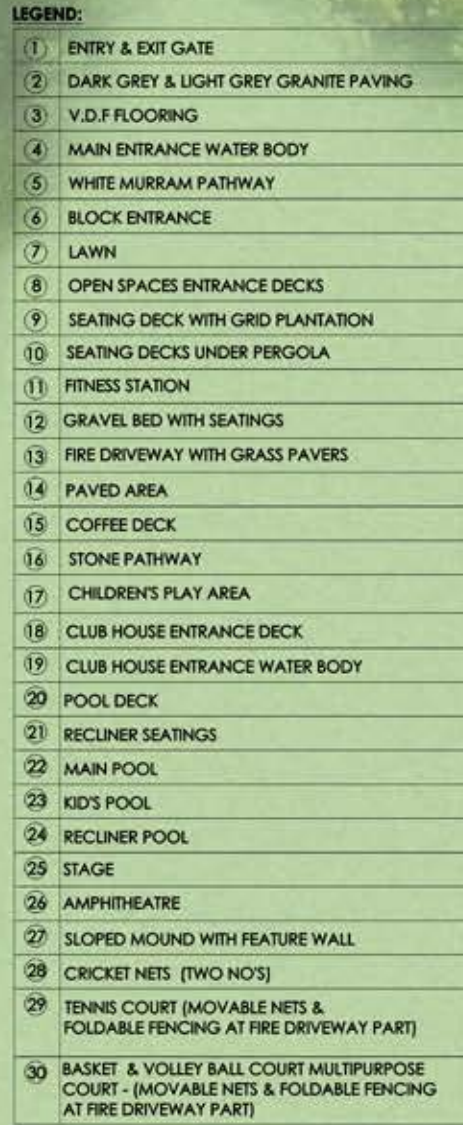 LEGEND:
1 ENTRY & EXIT GATE
2 DARK GREY & LIGHT GREY GRANITE PAVING
3 V.D.F FLOORING
4 MAIN ENTRANCE WATER BODY
5 WHITE MURRAM PATHWAY
6 BLOCK ENTRANCE
7 LAWN
8 OPEN SPACES ENTRANCE DECKS
9 SEATING DECK WITH GRID PLANTATION
10 SEATING DECKS UNDER PERGOLA
11 FITNESS STATION
12 GRAVEL BED WITH SEATINGS
13 FIRE DRIVEWAY WITH GRASS PAVERS
14 PAVED AREA
15 COFFEE DECK
16 STONE PATHWAY
17 CHILDREN'S PLAY AREA
18 CLUB HOUSE ENTRANCE DECK
19 CLUB HOUSE ENTRANCE WATER BODY
20 POOL DECK
21 RECLINER SEATINGS
22 MAIN POOL
23 KID'S POOL
24 RECLINER POOL
25 STAGE
26 AMPHITHEATRE
27 SLOPED MOUND WITH FEATURE WALL
28 CRICKET NETS (TWO NO'S)
29 TENNIS COURT (MOVABLE NETS &
FOLDABLE FENCING AT FIRE DRIVEWAY PART)
30 BASKET & VOLLEY BALL COURT MULTIPURPOSE
COURT - (MOVABLE NETS & FOLDABLE FENCING
AT FIRE DRIVEWAY PART)